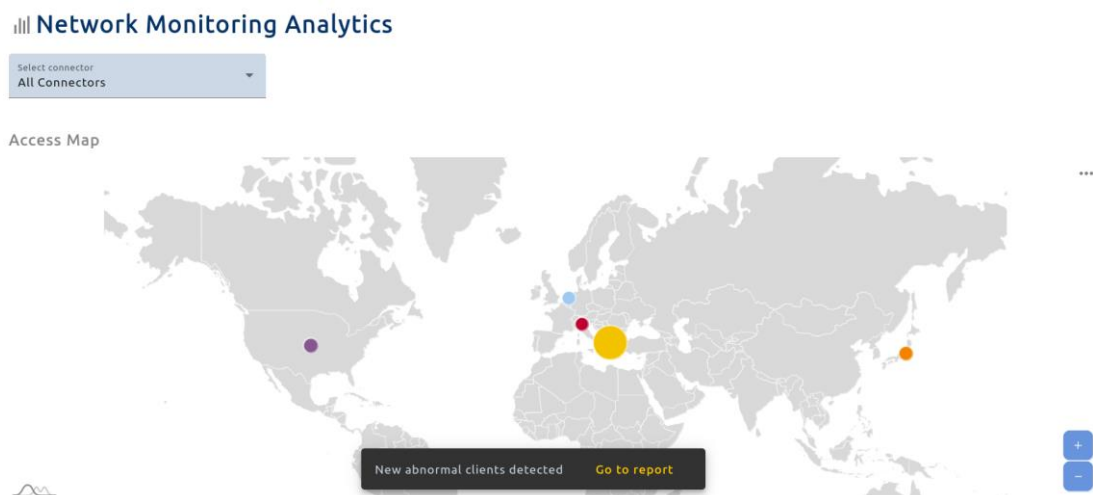 Network Monitoring Analytics
Select connector
All Connectors
Access Map
...
+
New abnormal clients detected Go to report
-